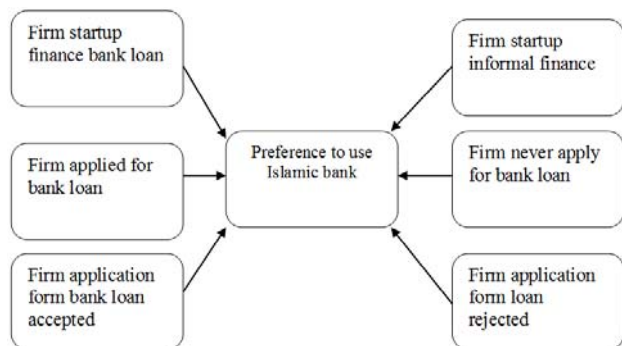 Firm startup
finance bank loan
Firm startup
informal finance
Preference to use
Islamic bank
Firm applied for
bank loan
Firm never apply
for bank loan
Firm application
form bank loan
accepted
Firm application
form loan
rejected